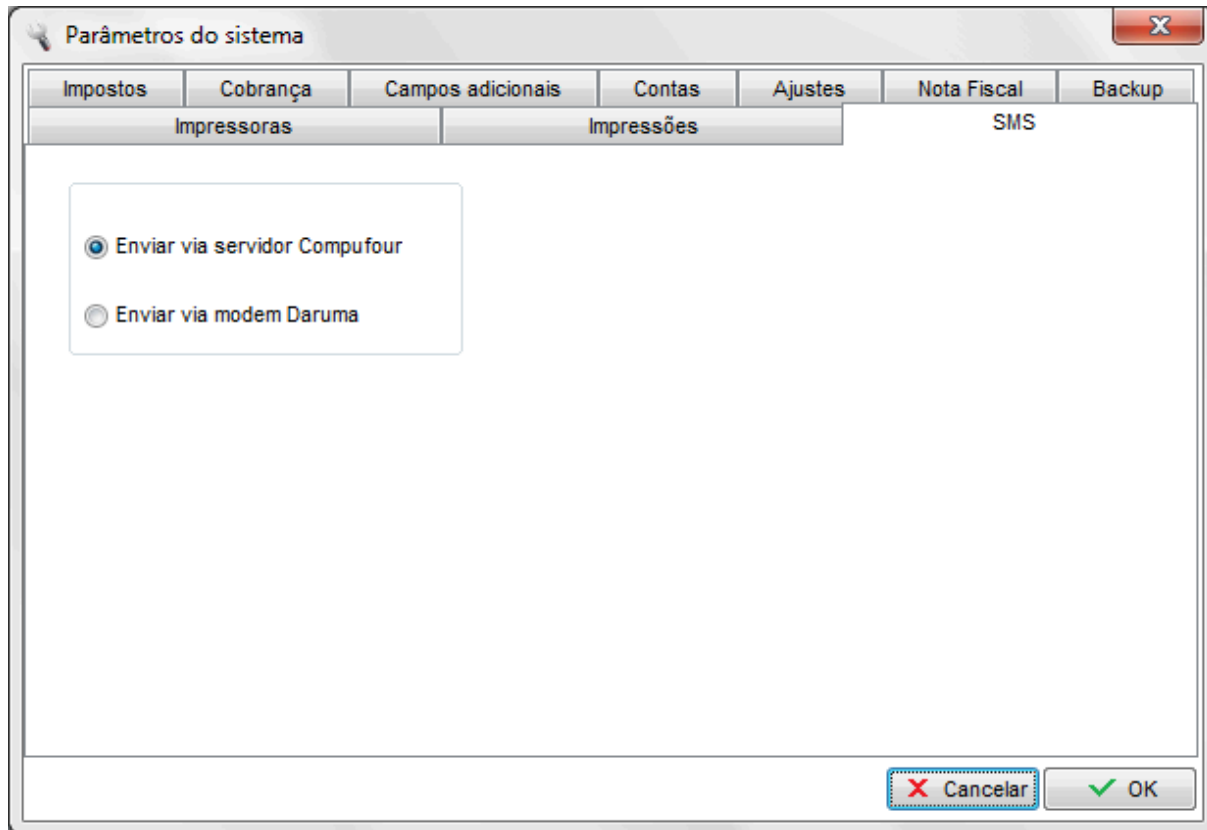 Parâmetros do sistema
Impostos Cobrança Campos adicionais Contas Ajustes Nota Fiscal Backup
Impressoras Impressões SMS
Enviar via servidor Compufour
Enviar via modem Daruma
Cancelar OK